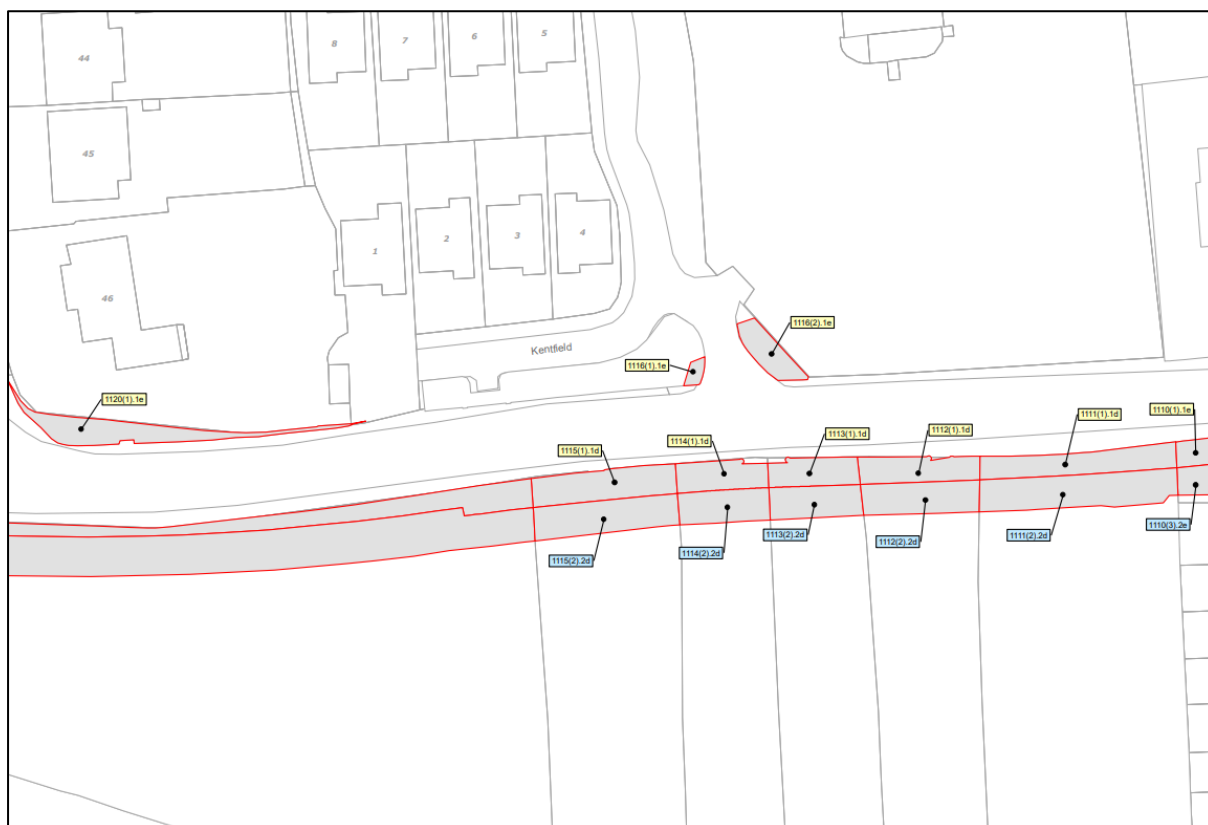 8
7
6
5
44
45
1
2
3
4
46
1116(2).1e
Kentfield
1116(1).1e
1120(1).1e
1110(1).1e
1111(1).1d
1112(1).1d
1113(1).1d
1114(1).1d
1115(1).1d
1110(3).2e
1111(2).2d
1112(2).2d
1113(2).2d
1114(2).2d
1115(2).2d